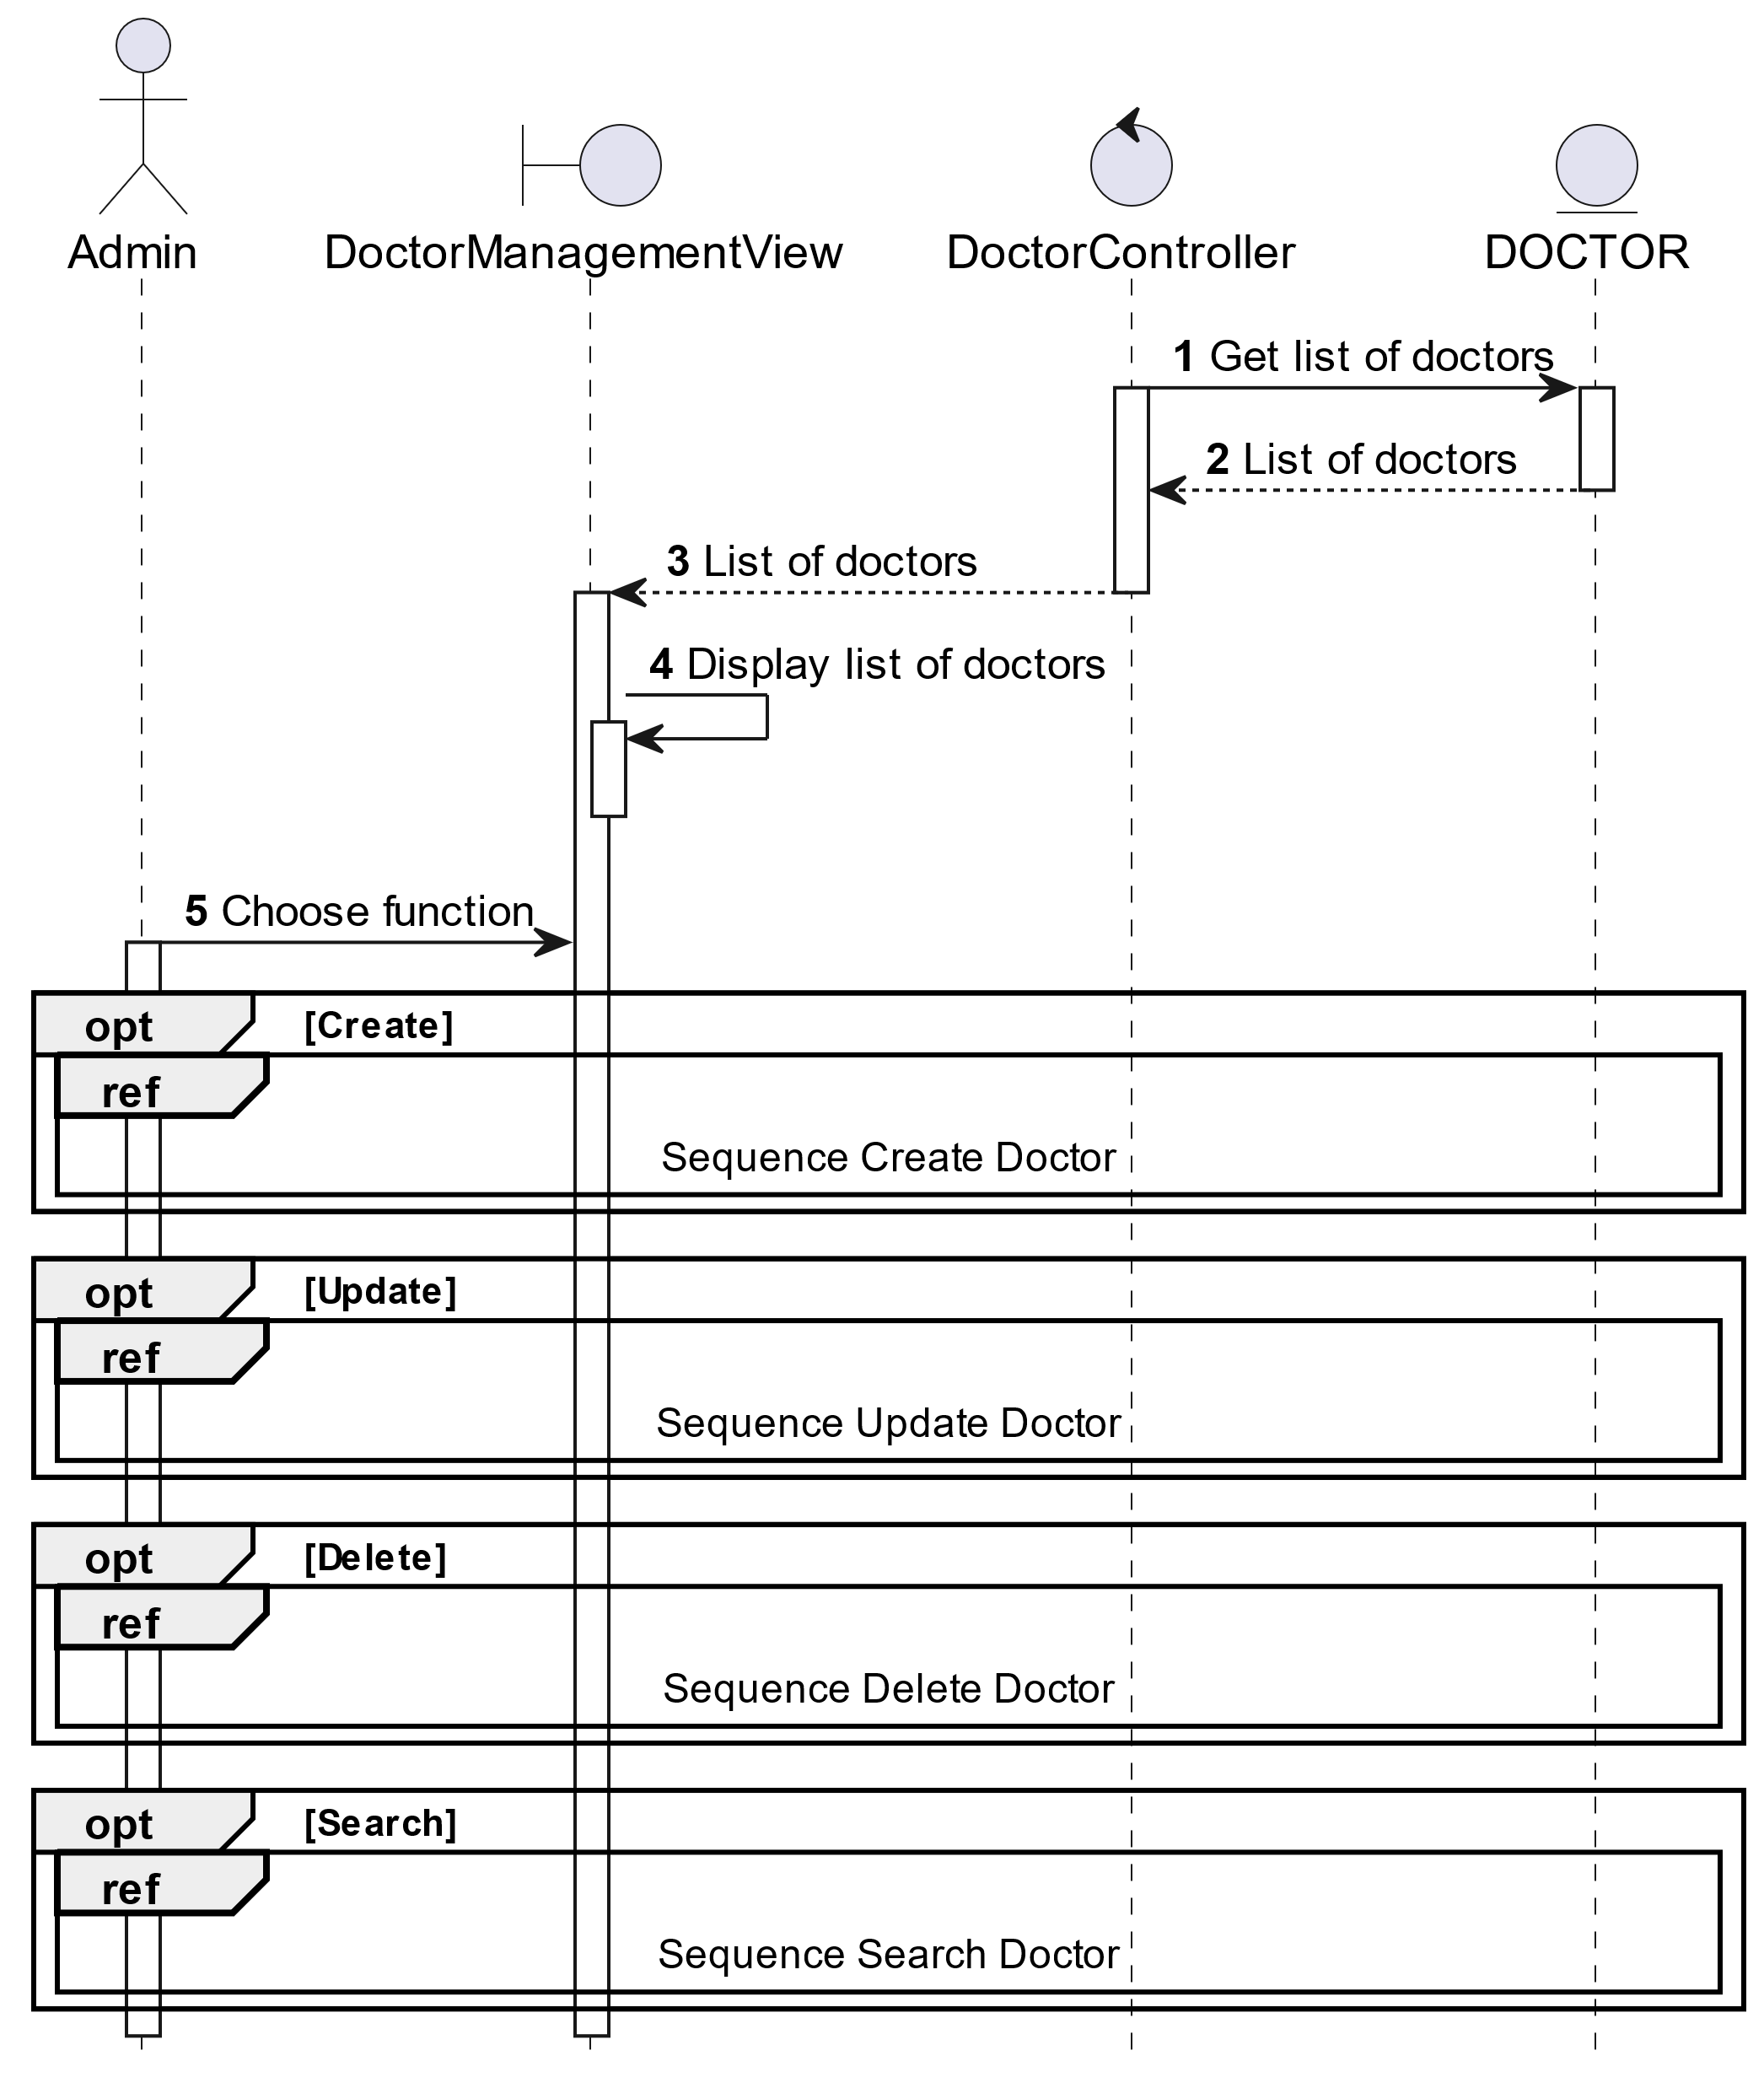 Admin
DoctorManagementView
DoctorController
DOCTOR
1 Get list of doctors
2 List of doctors
3 List of doctors
4 Display list of doctors
5 Choose function
opt [Create]
ref
Sequence Create Doctor
opt [Update]
ref
Sequence Update Doctor
opt [Delete]
ref
Sequence Delete Doctor
opt [Search]
ref
Sequence Search Doctor